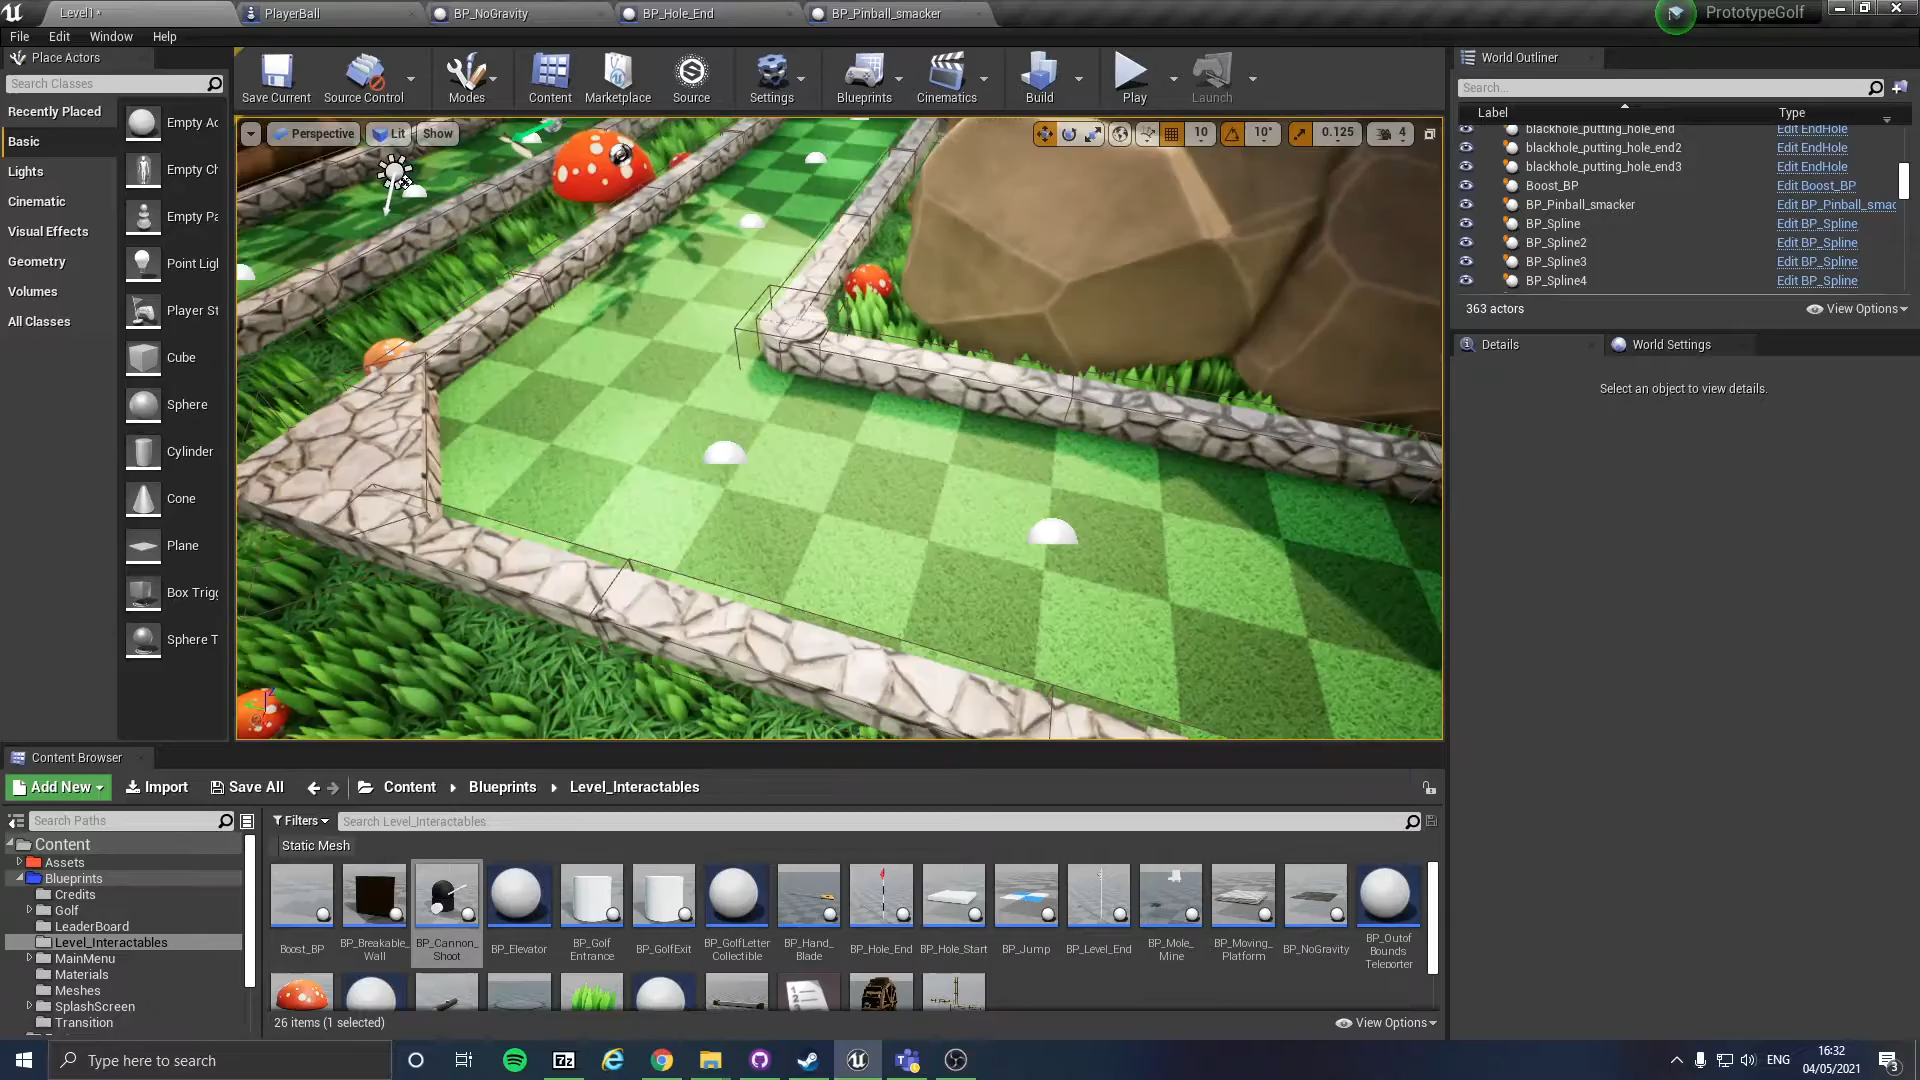 Level1*
PlayerBall
BP_NoGravity
BP_Hole_End
BP_Pinball_smacker
PrototypeGolf
File Edit Window Help
Place Actors
Search Classes
Recently Placed
Basic
Lights
Cinematic
Visual Effects
Geometry
Volumes
All Classes
Empty Ac
Empty Ch
Empty Pa
Point Ligh
Player St
Cube
Sphere
Cylinder
Cone
Plane
Box Trigg
Sphere T
Save Current
Source Control
Modes
Content
Marketplace
Source
Settings
Blueprints
Cinematics
Build
Play
Launch
Perspective
Lit
Show
10
10°
0.125
4
World Outliner
Search...
Label Type
blackhole_putting_hole_end Edit EndHole
blackhole_putting_hole_end2 Edit EndHole
blackhole_putting_hole_end3 Edit EndHole
Boost_BP Edit Boost_BP
BP_Pinball_smacker Edit BP_Pinball_smac
BP_Spline Edit BP_Spline
BP_Spline2 Edit BP_Spline
BP_Spline3 Edit BP_Spline
BP_Spline4 Edit BP_Spline
363 actors View Options
Details
World Settings
Select an object to view details.
Content Browser
Add New
Import
Save All
Content
Blueprints
Level_Interactables
Search Paths
Content
Assets
Blueprints
Credits
Golf
LeaderBoard
Level_Interactables
MainMenu
Materials
Meshes
SplashScreen
Transition
Filters
Search Level_Interactables
Static Mesh
Boost_BP
BP_Breakable_
Wall
BP_Cannon_
Shoot
BP_Elevator
BP_Golf
Entrance
BP_GolfExit
BP_GolfLetter
Collectible
BP_Hand_
Blade
BP_Hole_End
BP_Hole_Start
BP_Jump
BP_Level_End
BP_Mole_
Mine
BP_Moving_
Platform
BP_NoGravity
BP_Outof
Bounds
Teleporter
26 items (1 selected)
View Options
Type here to search
7z
ENG
16:32
04/05/2021
3